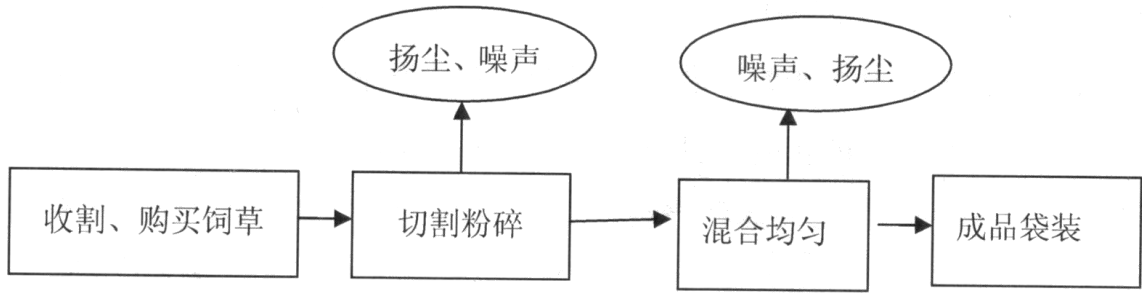 扬尘、噪声
噪声、扬尘
收割、购买饲草
切割粉碎
混合均匀
成品袋装